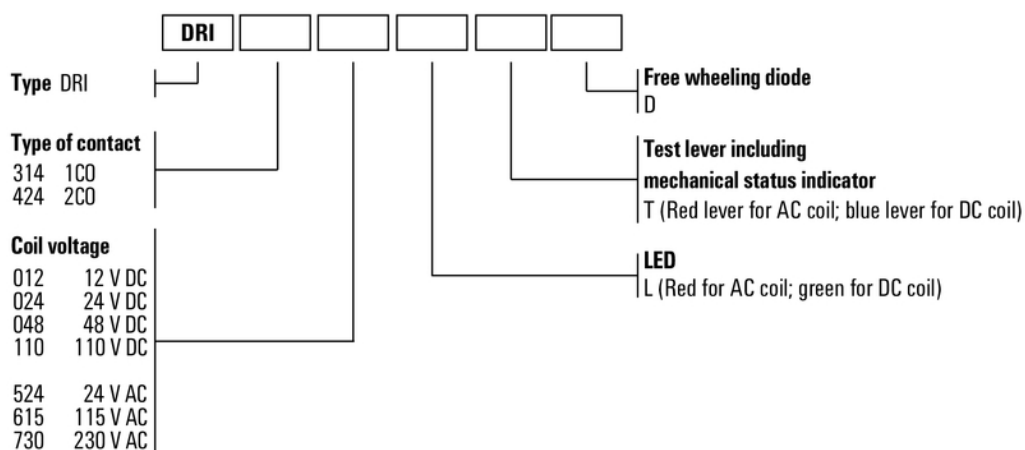 DRI
Type DRI
Type of contact
314 1CO
424 2CO
Coil voltage
012 12 V DC
024 24 V DC
048 48 V DC
110 110 V DC
524 24 V AC
615 115 V AC
730 230 V AC
Free wheeling diode
D
Test lever including
mechanical status indicator
T (Red lever for AC coil; blue lever for DC coil)
LED
L (Red for AC coil; green for DC coil)